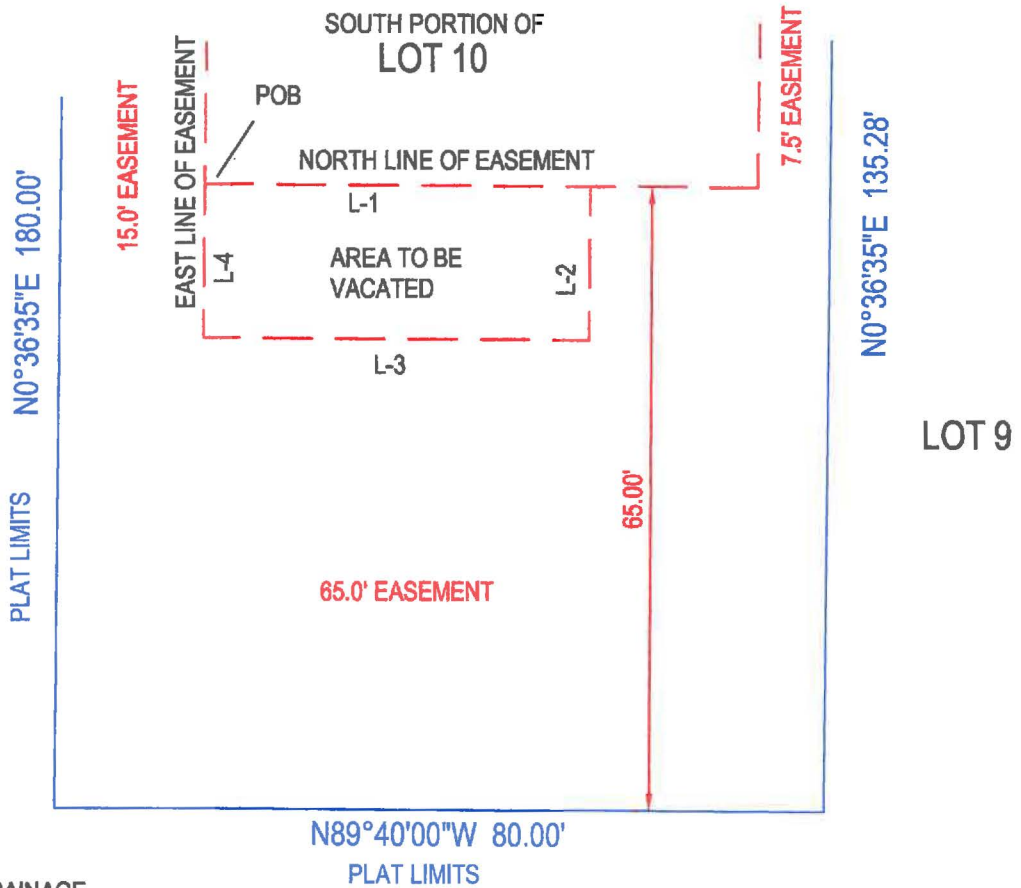 SOUTH PORTION OF
LOT 10
POB
EAST LINE OF EASEMENT
15.0' EASEMENT
7.5' EASEMENT
NORTH LINE OF EASEMENT
L-1
N0°36'35"E 180.00'
PLAT LIMITS
L-4
AREA TO BE
VACATED
L-2
N0°36'35"E 135.28'
L-3
LOT 9
65.00'
65.0' EASEMENT
N89°40'00"W 80.00'
PLAT LIMITS